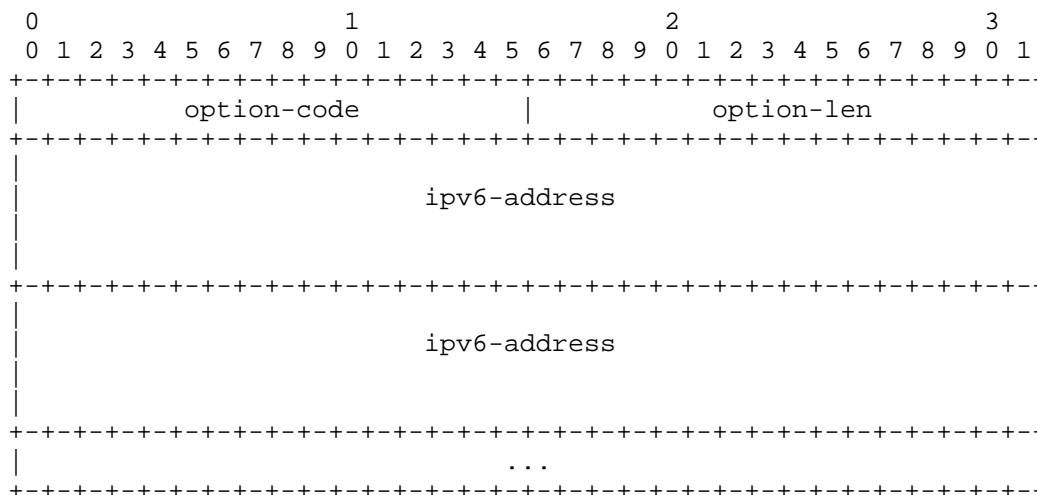 0                   1                   2                   3
 0 1 2 3 4 5 6 7 8 9 0 1 2 3 4 5 6 7 8 9 0 1 2 3 4 5 6 7 8 9 0 1
+-+-+-+-+-+-+-+-+-+-+-+-+-+-+-+-+-+-+-+-+-+-+-+-+-+-+-+-+-+-+-+-
|          option-code          |           option-len
+-+-+-+-+-+-+-+-+-+-+-+-+-+-+-+-+-+-+-+-+-+-+-+-+-+-+-+-+-+-+-+-
|
|                         ipv6-address
|
|
+-+-+-+-+-+-+-+-+-+-+-+-+-+-+-+-+-+-+-+-+-+-+-+-+-+-+-+-+-+-+-+-
|
|                         ipv6-address
|
|
+-+-+-+-+-+-+-+-+-+-+-+-+-+-+-+-+-+-+-+-+-+-+-+-+-+-+-+-+-+-+-+-
|                              ...
+-+-+-+-+-+-+-+-+-+-+-+-+-+-+-+-+-+-+-+-+-+-+-+-+-+-+-+-+-+-+-+-